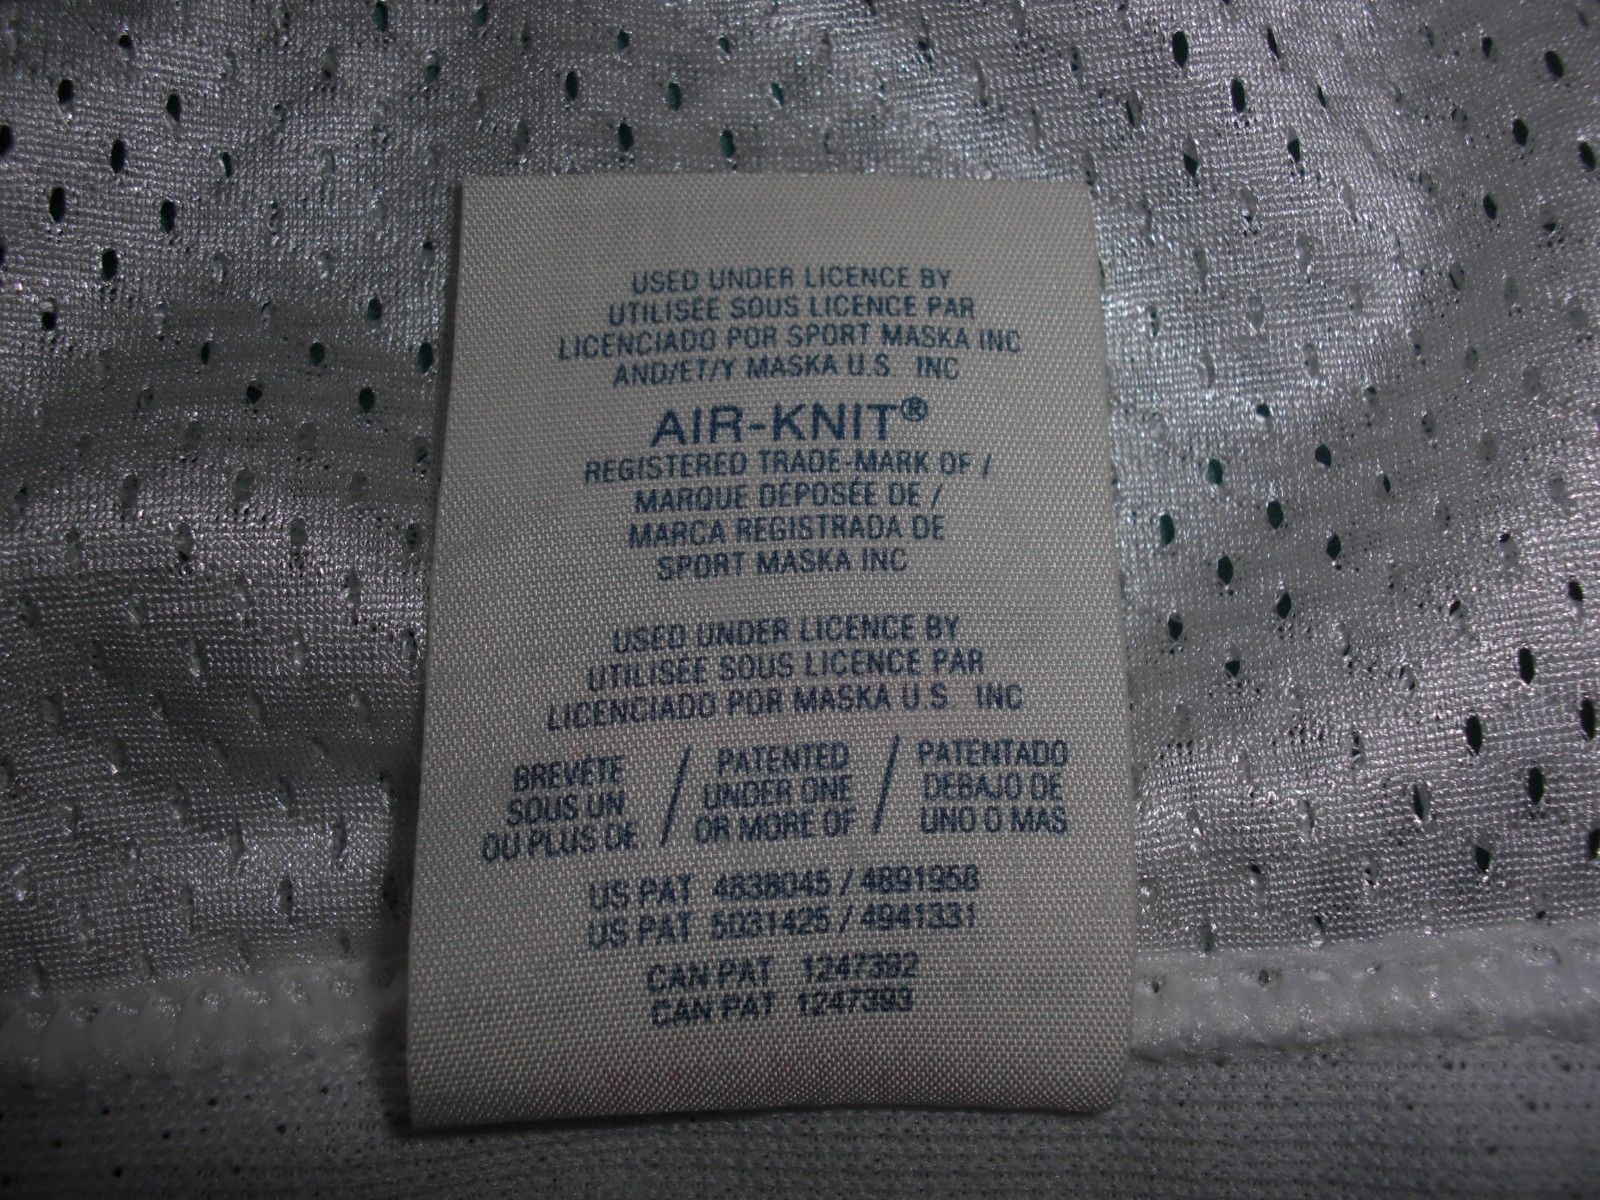 USED UNDER LICENCE BY
UTILISÉE SOUS LICENCE PAR
LICENCIADO POR SPORT MASKA INC
AND/ET/Y MASKA U.S. INC
AIR-KNIT®
REGISTERED TRADE-MARK OF /
MARQUE DÉPOSÉE DE /
MARCA REGISTRADA DE
SPORT MASKA INC
USED UNDER LICENCE BY
UTILISÉE SOUS LICENCE PAR
LICENCIADO POR MASKA U.S. INC
BREVÉTE
SOUS UN
OU PLUS DE
/
PATENTED
UNDER ONE
OR MORE OF
/
PATENTADO
DEBAJO DE
UNO O MAS
US PAT 4838045 / 4891958
US PAT 5031425 / 4941331
CAN PAT 1247392
CAN PAT 1247393